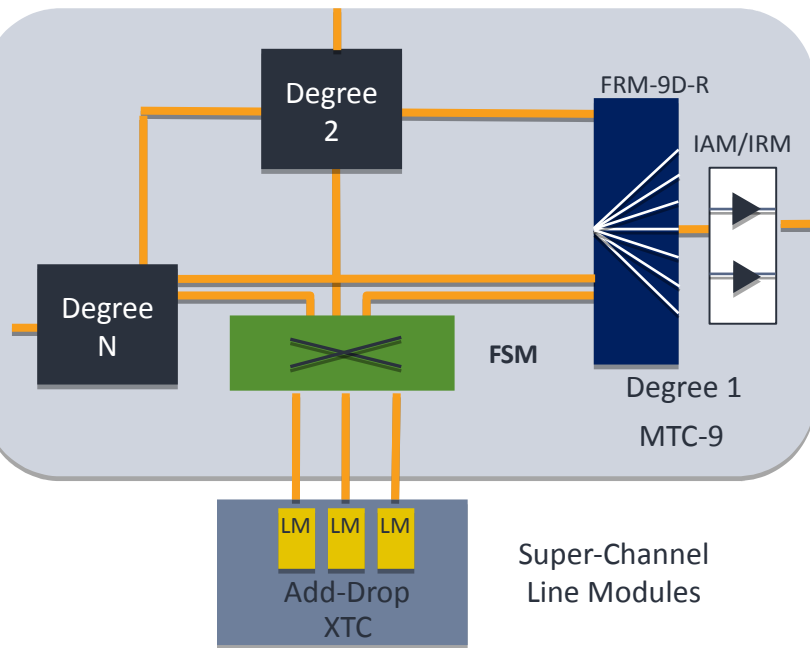 FRM-9D-R
Degree
2
IAM/IRM
Degree
N
FSM
Degree 1
MTC-9
LM LM LM
Add-Drop
XTC
Super-Channel
Line Modules